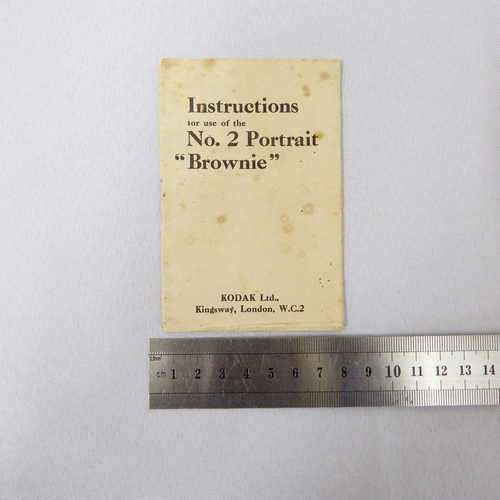 Instructions
for use of the
No. 2 Portrait
"Brownie"
KODAK Ltd.,
Kingsway, London, W.C.2
cm 1 2 3 4 5 6 7 8 9 10 11 12 13 14